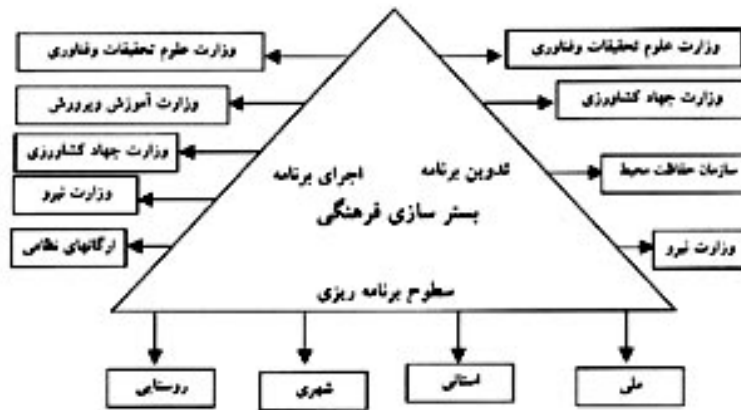 وزارت علوم تحقیقات وفناوری
وزارت علوم تحقیقات وفناوری
وزارت جهاد کشاورزی
وزارت آموزش وپرورش
سازمان حفاظت محیط
وزارت جهاد کشاورزی
تدوین برنامه
اجرای برنامه
وزارت نیرو
بستر سازی فرهنگی
وزارت نیرو
ارگانهای نظامی
سطوح برنامه ریزی
ملی
استانی
شهری
روستایی